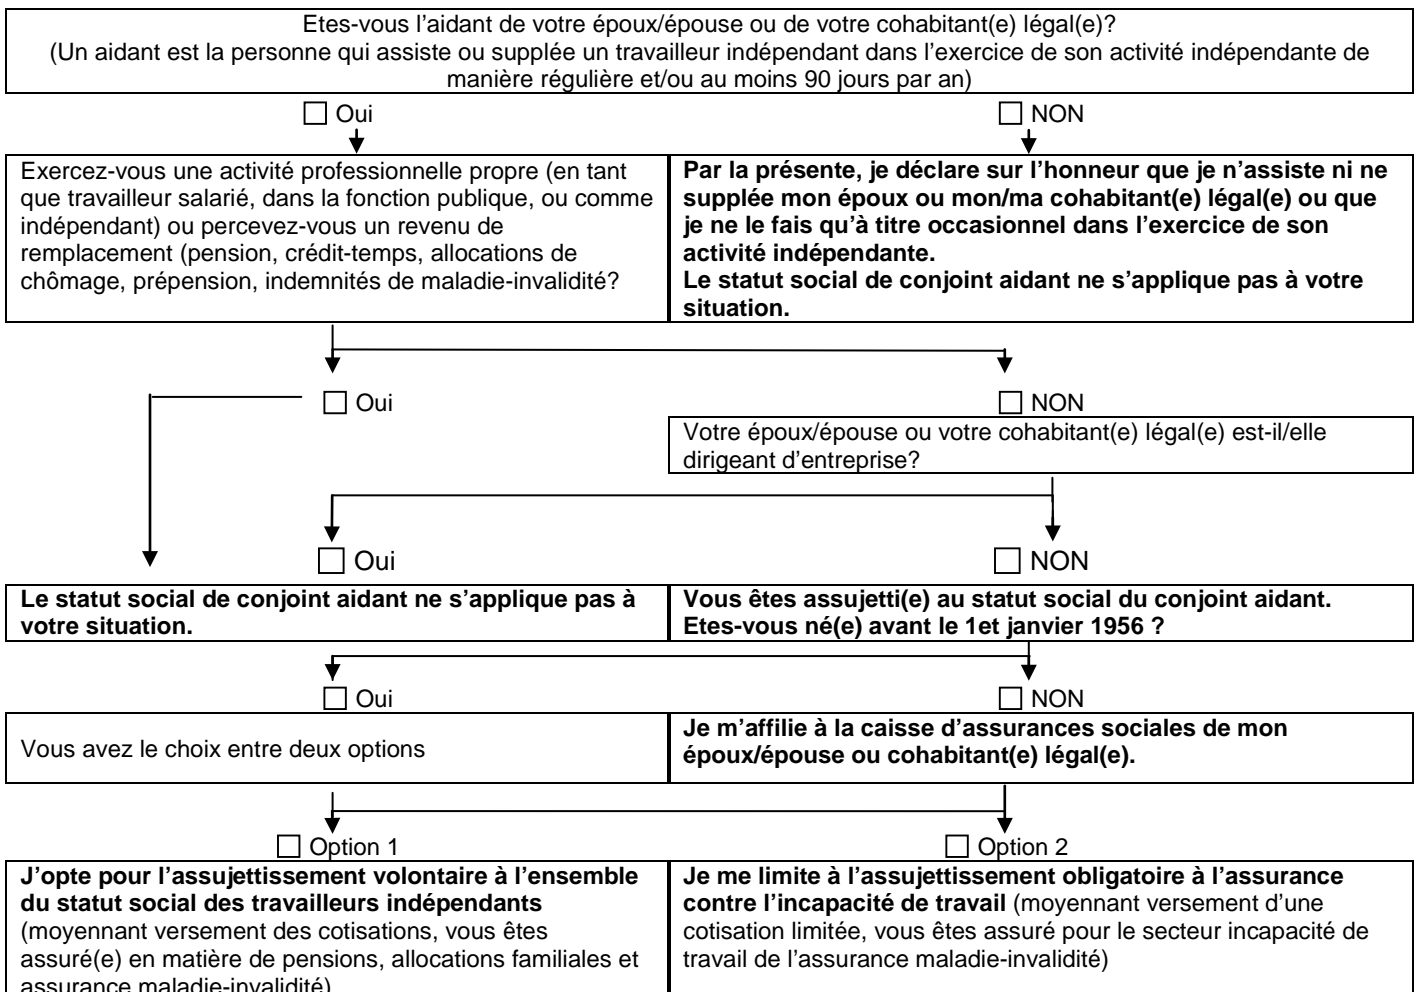 Etes-vous l’aidant de votre époux/épouse ou de votre cohabitant(e) légal(e)?
(Un aidant est la personne qui assiste ou supplée un travailleur indépendant dans l’exercice de son activité indépendante de
manière régulière et/ou au moins 90 jours par an)
Oui
NON
Exercez-vous une activité professionnelle propre (en tant
que travailleur salarié, dans la fonction publique, ou comme
indépendant) ou percevez-vous un revenu de
remplacement (pension, crédit-temps, allocations de
chômage, prépension, indemnités de maladie-invalidité?
Par la présente, je déclare sur l’honneur que je n’assiste ni ne
supplée mon époux ou mon/ma cohabitant(e) légal(e) ou que
je ne le fais qu’à titre occasionnel dans l’exercice de son
activité indépendante.
Le statut social de conjoint aidant ne s’applique pas à votre
situation.
Oui
NON
Votre époux/épouse ou votre cohabitant(e) légal(e) est-il/elle
dirigeant d’entreprise?
Oui
NON
Le statut social de conjoint aidant ne s’applique pas à
votre situation.
Vous êtes assujetti(e) au statut social du conjoint aidant.
Etes-vous né(e) avant le 1et janvier 1956 ?
Oui
NON
Vous avez le choix entre deux options
Je m’affilie à la caisse d’assurances sociales de mon
époux/épouse ou cohabitant(e) légal(e).
Option 1
Option 2
J’opte pour l’assujettissement volontaire à l’ensemble
du statut social des travailleurs indépendants
(moyennant versement des cotisations, vous êtes
assuré(e) en matière de pensions, allocations familiales et
assurance maladie-invalidité)
Je me limite à l’assujettissement obligatoire à l’assurance
contre l’incapacité de travail (moyennant versement d’une
cotisation limitée, vous êtes assuré pour le secteur incapacité de
travail de l’assurance maladie-invalidité)